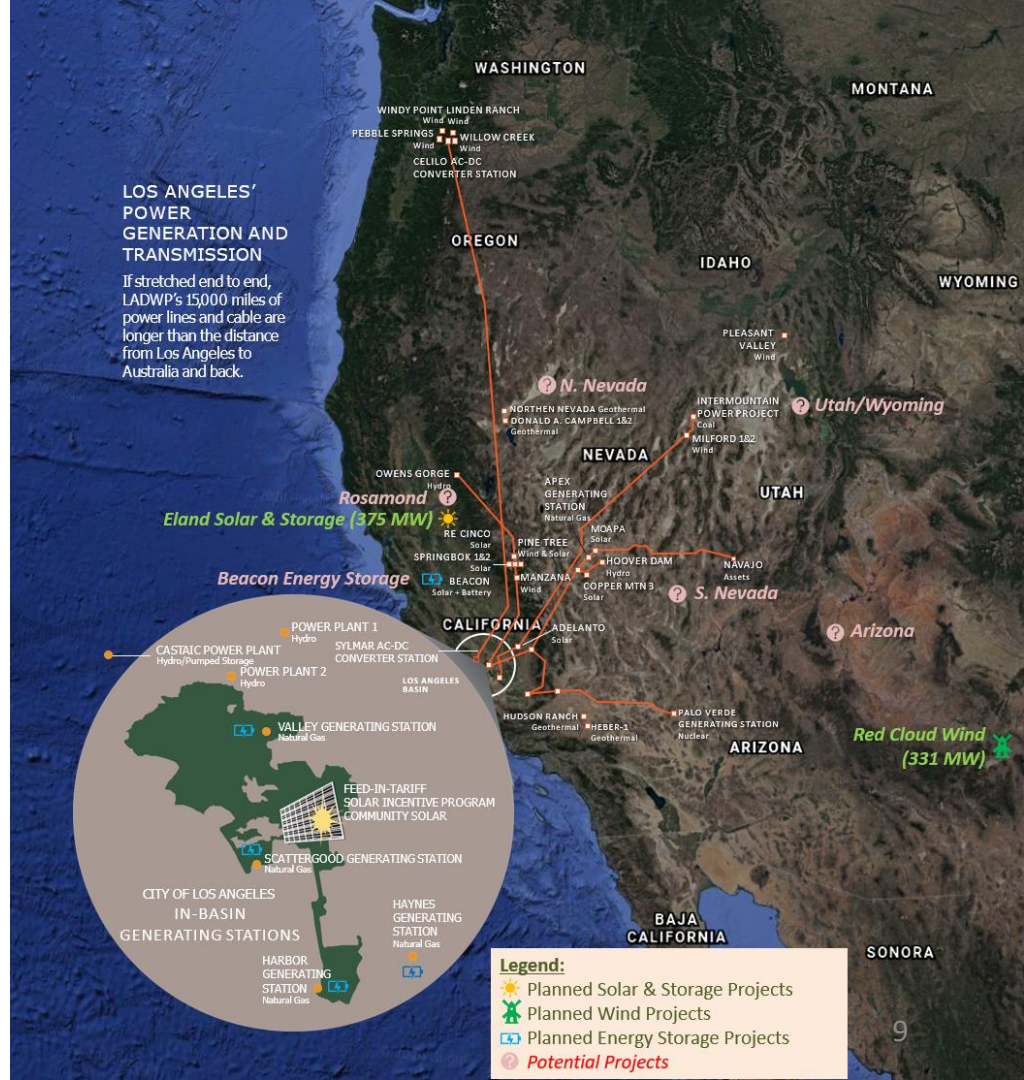 WASHINGTON
MONTANA
WINDY POINT LINDEN RANCH
Wind Wind
PEBBLE SPRINGS
Wind
WILLOW CREEK
Wind
CELILO AC-DC
CONVERTER STATION
LOS ANGELES’
POWER
GENERATION AND
TRANSMISSION
If stretched end to end,
LADWP’s 15,000 miles of
power lines and cable are
longer than the distance
from Los Angeles to
Australia and back.
OREGON
IDAHO
WYOMING
PLEASANT
VALLEY
Wind
? N. Nevada
NORTHEN NEVADA Geothermal
DONALD A. CAMPBELL 1&2
Geothermal
INTERMOUNTAIN
POWER PROJECT
Coal
? Utah/Wyoming
MILFORD 1&2
Wind
NEVADA
UTAH
OWENS GORGE
Hydro
Rosamond ?
Eland Solar & Storage (375 MW)
APEX
GENERATING
STATION
Natural Gas
RE CINCO
Solar
PINE TREE
Wind & Solar
MOAPA
Solar
SPRINGBOK 1&2
Solar
HOOVER DAM
Hydro
NAVAJO
Assets
Beacon Energy Storage
BEACON
Solar + Battery
MANZANA
Wind
COPPER MTN 3
Solar
? S. Nevada
? Arizona
CALIFORNIA
ADELANTO
Solar
SYLMAR AC-DC
CONVERTER STATION
LOS ANGELES
BASIN
POWER PLANT 1
Hydro
CASTAIC POWER PLANT
Hydro/Pumped Storage
POWER PLANT 2
Hydro
HUDSON RANCH
Geothermal
HEBER-1
Geothermal
PALO VERDE
GENERATING STATION
Nuclear
ARIZONA
Red Cloud Wind
(331 MW)
VALLEY GENERATING STATION
Natural Gas
FEED-IN-TARIFF
SOLAR INCENTIVE PROGRAM
COMMUNITY SOLAR
SCATTERGOOD GENERATING STATION
Natural Gas
CITY OF LOS ANGELES
IN-BASIN
GENERATING STATIONS
HAYNES
GENERATING
STATION
Natural Gas
HARBOR
GENERATING
STATION
Natural Gas
BAJA
CALIFORNIA
SONORA
Legend:
Planned Solar & Storage Projects
Planned Wind Projects
Planned Energy Storage Projects
? Potential Projects
9